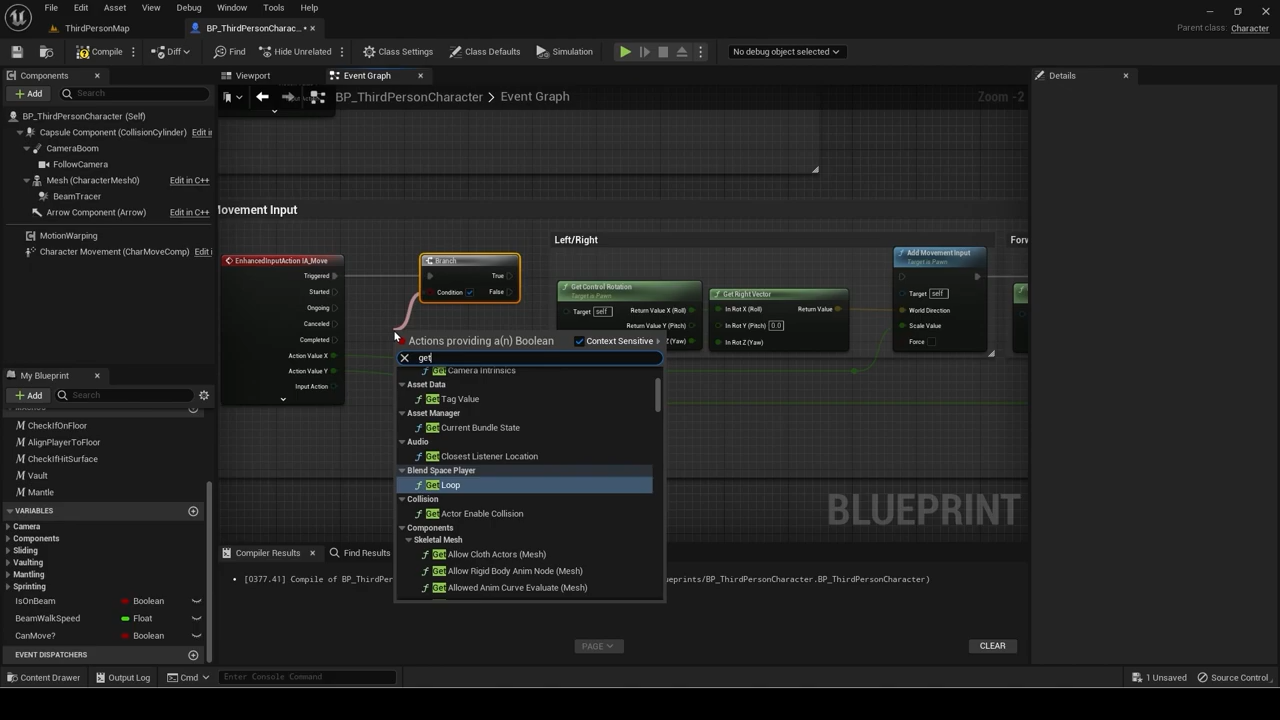 File Edit Asset View Debug Window Tools Help
ThirdPersonMap
BP_ThirdPersonCharac... •
Parent class: Character
Compile
Diff
Find
Hide Unrelated
Class Settings
Class Defaults
Simulation
No debug object selected
Components
Viewport
Event Graph
Details
Add
Search
BP_ThirdPersonCharacter > Event Graph
Zoom -2
BP_ThirdPersonCharacter (Self)
Capsule Component (CollisionCylinder) Edit in
CameraBoom
FollowCamera
Mesh (CharacterMesh0) Edit in C++
BeamTracer
Arrow Component (Arrow) Edit in C++
MotionWarping
Character Movement (CharMoveComp) Edit i
Movement Input
EnhancedInputAction IA_Move
Triggered
Started
Ongoing
Canceled
Completed
Action Value X
Action Value Y
Input Action
Branch
True
Condition
False
Left/Right
Get Control Rotation
Target is Pawn
Target self
Return Value X (Roll)
Return Value Y (Pitch)
Get Right Vector
In Rot X (Roll)
Return Value
In Rot Y (Pitch) 0.0
In Rot Z (Yaw)
Add Movement Input
Target is Pawn
Target self
World Direction
Scale Value
Force
Actions providing a(n) Boolean
Context Sensitive
get
Get Camera Intrinsics
Asset Data
Get Tag Value
Asset Manager
Get Current Bundle State
Audio
Get Closest Listener Location
Blend Space Player
Get Loop
Collision
Get Actor Enable Collision
Components
Skeletal Mesh
Get Allow Cloth Actors (Mesh)
Get Allow Rigid Body Anim Node (Mesh)
Get Allowed Anim Curve Evaluate (Mesh)
BLUEPRINT
My Blueprint
Add
Search
CheckIfOnFloor
AlignPlayerToFloor
CheckIfHitSurface
Vault
Mantle
VARIABLES
Camera
Components
Sliding
Vaulting
Mantling
Sprinting
IsOnBeam Boolean
BeamWalkSpeed Float
CanMove? Boolean
EVENT DISPATCHERS
Compiler Results
Find Results
[0377.41] Compile of BP_ThirdPe
eprints/BP_ThirdPersonCharacter.BP_ThirdPersonCharacter)
PAGE
CLEAR
Content Drawer
Output Log
Cmd
Enter Console Command
1 Unsaved
Source Control